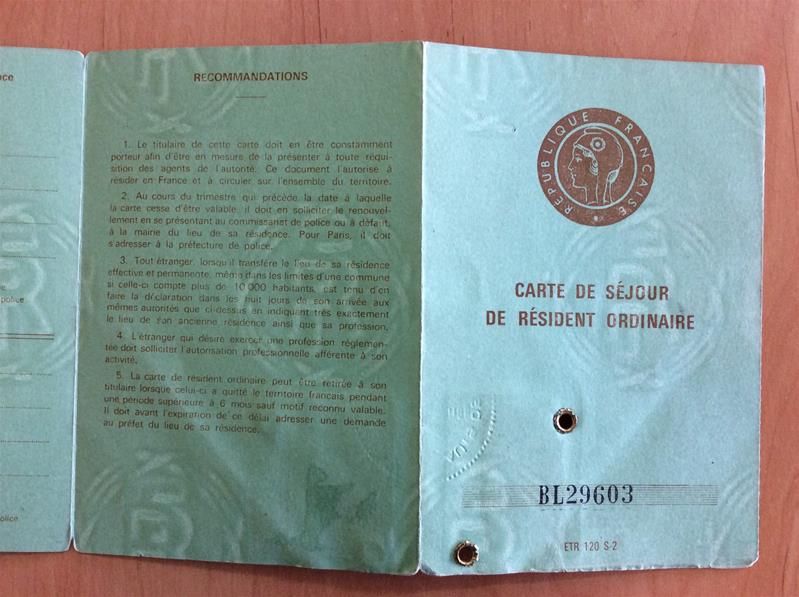 nce
police
olice
RECOMMANDATIONS
1. Le titulaire de cette carte doit en être constamment
porteur afin d'être en mesure de la présenter à toute réqui-
sition des agents de l'autorité. Ce document l'autorise à
résider en France et à circuler sur l'ensemble du territoire.
2. Au cours du trimestre qui précède la date à laquelle
la carte cesse d'être valable, il doit en solliciter le renouvel-
lement en se présentant au commissariat de police ou à défaut,
à la mairie du lieu de sa résidence. Pour Paris, il doit
s'adresser à la préfecture de police.
3. Tout étranger, lorsqu'il transfère le lieu de sa résidence
effective et permanente, même dans les limites d'une commune
si celle-ci compte plus de 10 000 habitants, est tenu d'en
faire la déclaration dans les huit jours de son arrivée aux
mêmes autorités que ci-dessus en indiquant très exactement
le lieu de son ancienne résidence ainsi que sa profession.
4. L'étranger qui désire exercer une profession réglemen-
tée doit solliciter l'autorisation professionnelle afférente à son
activité.
5. La carte de résident ordinaire peut être retirée à son
titulaire lorsque celui-ci a quitté le territoire français pendant
une période supérieure à 6 mois sauf motif reconnu valable.
Il doit avant l'expiration de ce délai adresser une demande
au préfet du lieu de sa résidence.
RÉPUBLIQUE FRANÇAISE
CARTE DE SÉJOUR
DE RÉSIDENT ORDINAIRE
BL29603
ETR 120 S-2